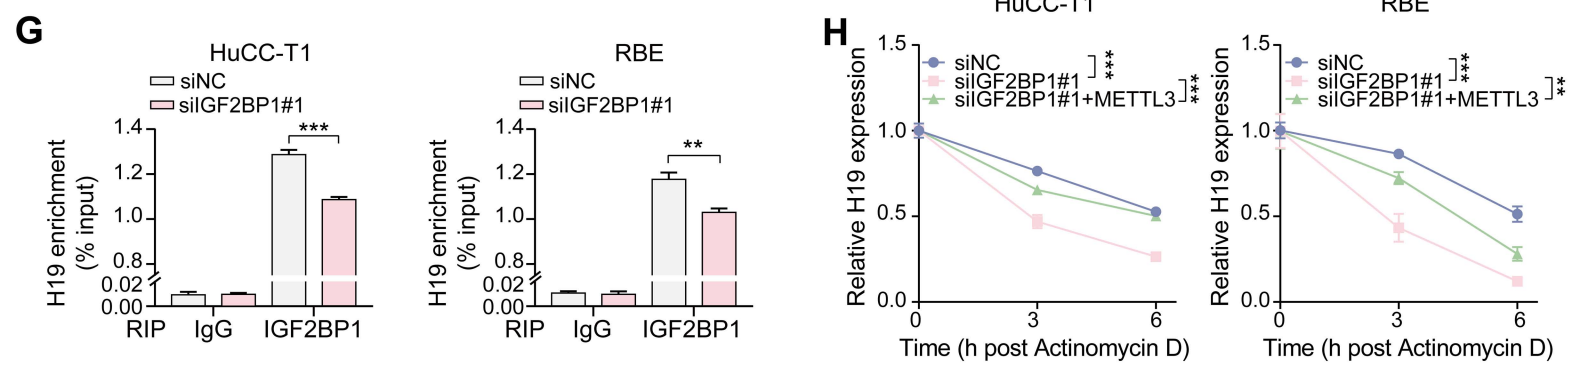 G
HuCC-T1
siNC
siIGF2BP1#1
***
H19 enrichment
(% input)
1.4
1.2
1.0
0.8
0.02
0.00
RIP IgG IGF2BP1
RBE
siNC
siIGF2BP1#1
**
H19 enrichment
(% input)
1.4
1.2
1.0
0.8
0.02
0.00
RIP IgG IGF2BP1
H
HuCC-T1
siNC
siIGF2BP1#1
siIGF2BP1#1+METTL3
***
***
Relative H19 expression
1.5
1.0
0.5
0.0
0 3 6
Time (h post Actinomycin D)
RBE
siNC
siIGF2BP1#1
siIGF2BP1#1+METTL3
***
**
Relative H19 expression
1.5
1.0
0.5
0.0
0 3 6
Time (h post Actinomycin D)